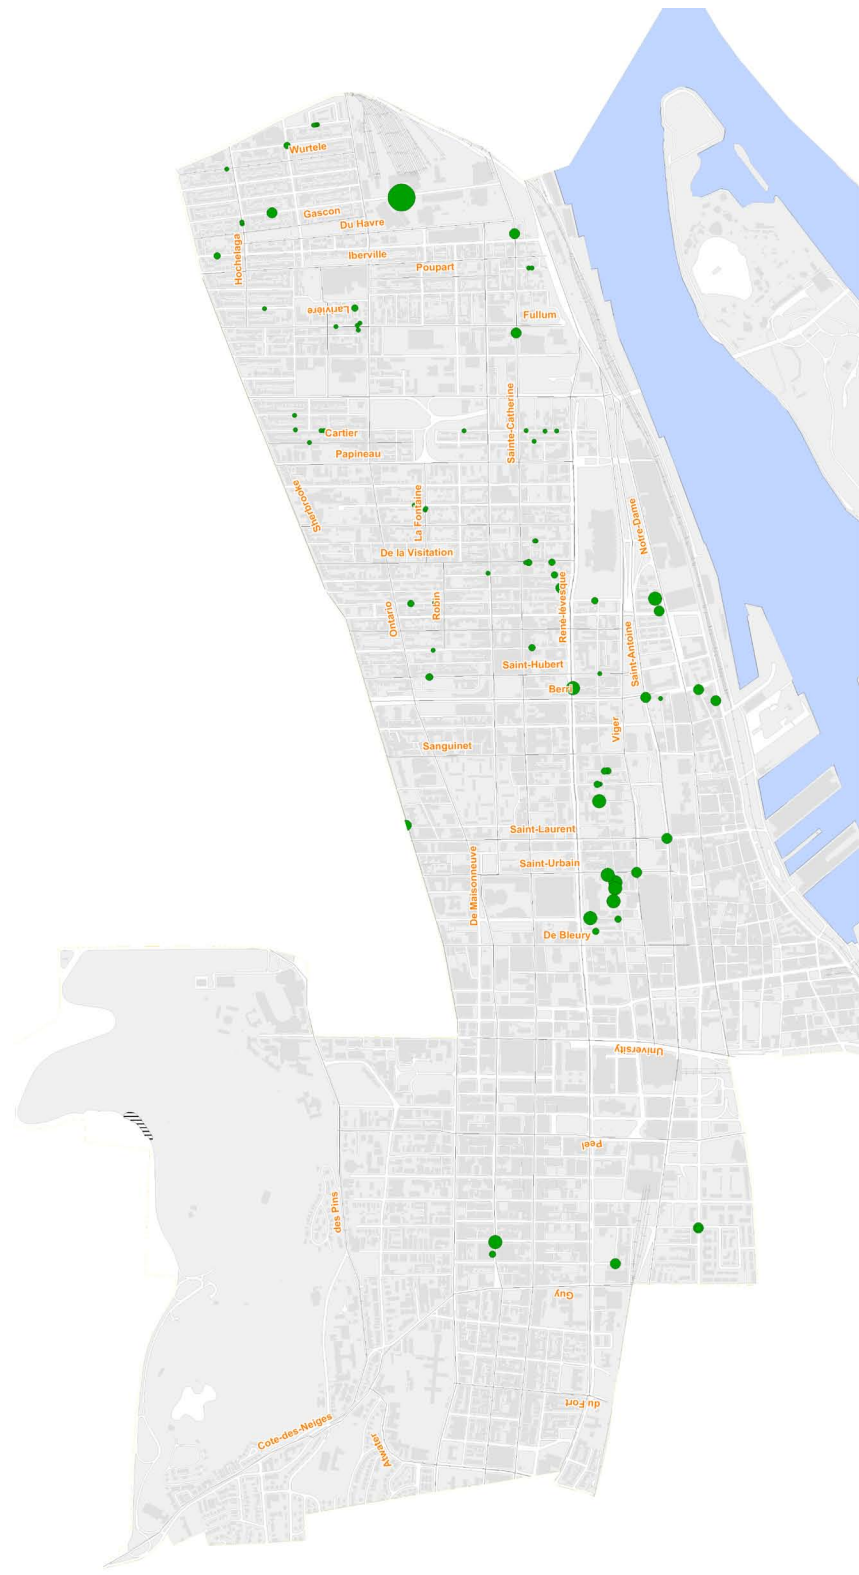 Wurtele
Gascon
Du Havre
Hochelaga
Iberville
Poupart
Larivière
Fullum
Sainte-Catherine
Cartier
Papineau
Sherbrooke
La Fontaine
Notre-Dame
De la Visitation
Ontario
Robin
René-lévesque
Saint-Antoine
Saint-Hubert
Berri
Viger
Sanguinet
Saint-Laurent
Saint-Urbain
De Maisonneuve
De Bleury
University
Peel
des Pins
Guy
du Fort
Cote-des-Neiges
Atwater